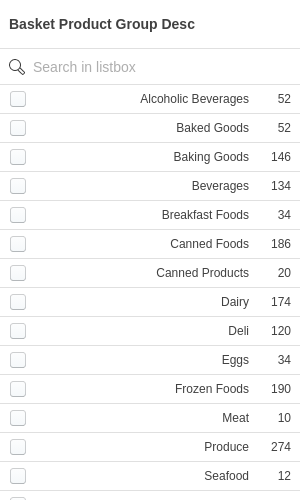 Basket Product Group Desc
Search in listbox
Alcoholic Beverages 52
Baked Goods 52
Baking Goods 146
Beverages 134
Breakfast Foods 34
Canned Foods 186
Canned Products 20
Dairy 174
Deli 120
Eggs 34
Frozen Foods 190
Meat 10
Produce 274
Seafood 12